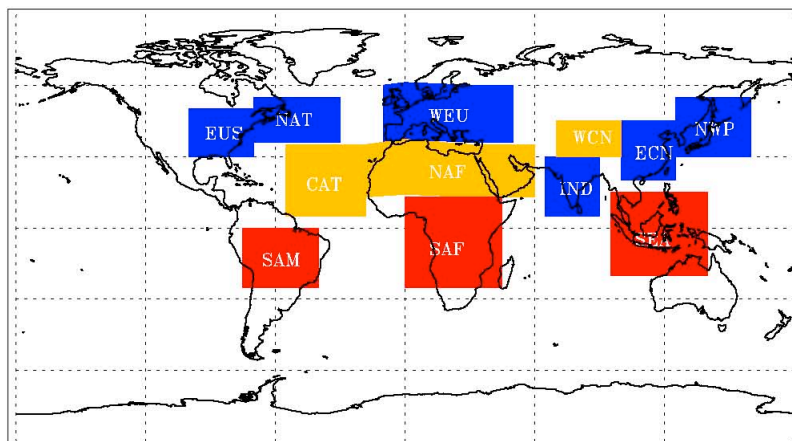 EUS
NAT
WEU
WCN
ECN
NWP
CAT
NAF
IND
SAM
SAF
SEA